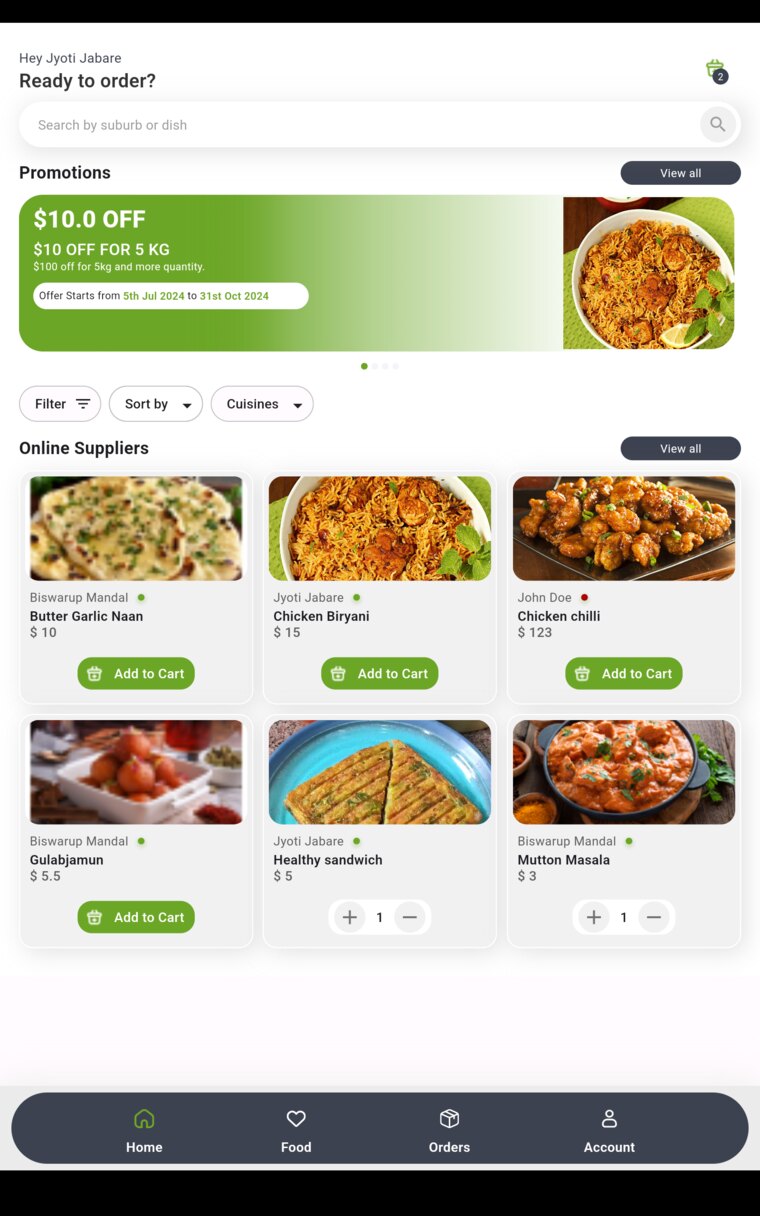 Hey Jyoti Jabare
Ready to order?
2
Search by suburb or dish
Promotions
View all
$10.0 OFF
$10 OFF FOR 5 KG
$100 off for 5kg and more quantity.
Offer Starts from 5th Jul 2024 to 31st Oct 2024
Filter
Sort by
Cuisines
Online Suppliers
View all
Biswarup Mandal
Butter Garlic Naan
$ 10
Add to Cart
Jyoti Jabare
Chicken Biryani
$ 15
Add to Cart
John Doe
Chicken chilli
$ 123
Add to Cart
Biswarup Mandal
Gulabjamun
$ 5.5
Add to Cart
Jyoti Jabare
Healthy sandwich
$ 5
1
Biswarup Mandal
Mutton Masala
$ 3
1
Home
Food
Orders
Account